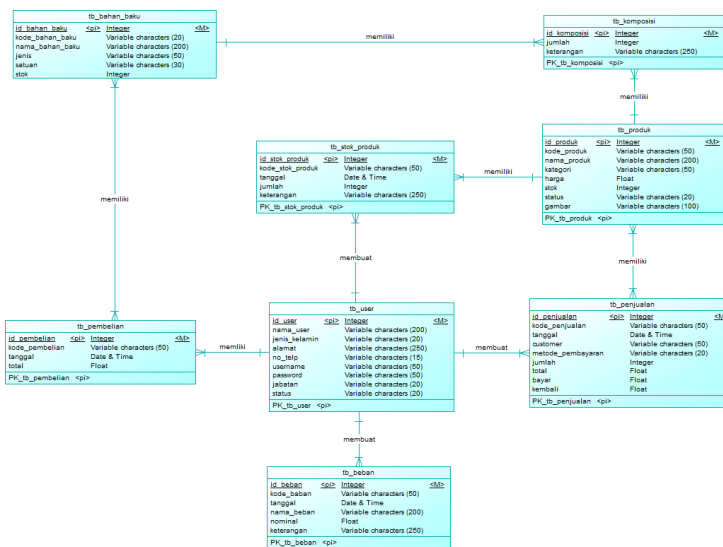 tb_bahan_baku
id_bahan_baku <pi> Integer <M>
kode_bahan_baku Variable characters (20)
nama_bahan_baku Variable characters (200)
jenis Variable characters (50)
satuan Variable characters (30)
stok Integer
memiliki
tb_komposisi
id_komposisi <pi> Integer <M>
jumlah Integer
keterangan Variable characters (250)
PK_tb_komposisi <pi>
memiliki
tb_stok_produk
id_stok_produk <pi> Integer <M>
kode_stok_produk Variable characters (50)
tanggal Date & Time
jumlah Integer
keterangan Variable characters (250)
PK_tb_stok_produk <pi>
memiliki
tb_produk
id_produk <pi> Integer <M>
kode_produk Variable characters (50)
nama_produk Variable characters (200)
kategori Variable characters (50)
harga Float
stok Integer
status Variable characters (20)
gambar Variable characters (100)
PK_tb_produk <pi>
memiliki
membuat
memiliki
tb_pembelian
id_pembelian <pi> Integer <M>
kode_pembelian Variable characters (50)
tanggal Date & Time
total Float
PK_tb_pembelian <pi>
memliki
tb_user
id_user <pi> Integer <M>
nama_user Variable characters (200)
jenis_kelamin Variable characters (20)
alamat Variable characters (250)
no_telp Variable characters (15)
username Variable characters (50)
password Variable characters (50)
jabatan Variable characters (20)
status Variable characters (20)
PK_tb_user <pi>
membuat
tb_penjualan
id_penjualan <pi> Integer <M
kode_penjualan Variable characters (50)
tanggal Date & Time
customer Variable characters (50)
metode_pembayaran Variable characters (20)
jumlah Integer
total Float
bayar Float
kembali Float
PK_tb_penjualan <pi>
membuat
tb_beban
id_beban <pi> Integer <M>
kode_baban Variable characters (50)
tanggal Date & Time
nama_beban Variable characters (200)
nominal Float
keterangan Variable characters (250)
PK_tb_beban <pi>